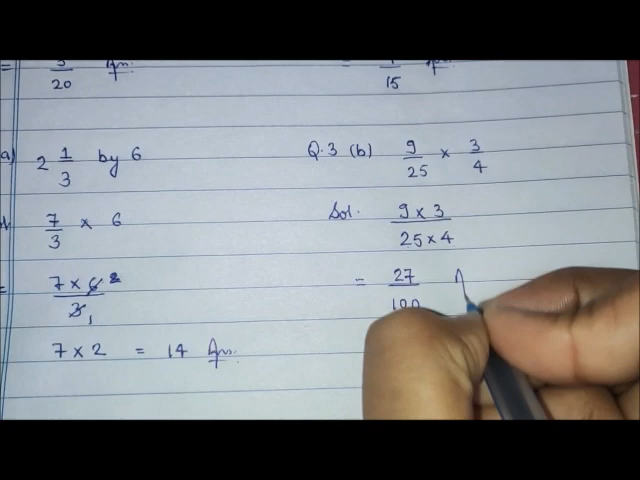 = 3/20 Ans.
= 1/15 Ans.
a) 2 1/3 by 6
7/3 × 6
= 7 × 6 2 / 3 1
7 × 2 = 14 Ans.
Q.3 (b) 9/25 × 3/4
Sol. 9 × 3 / 25 × 4
= 27/100 A